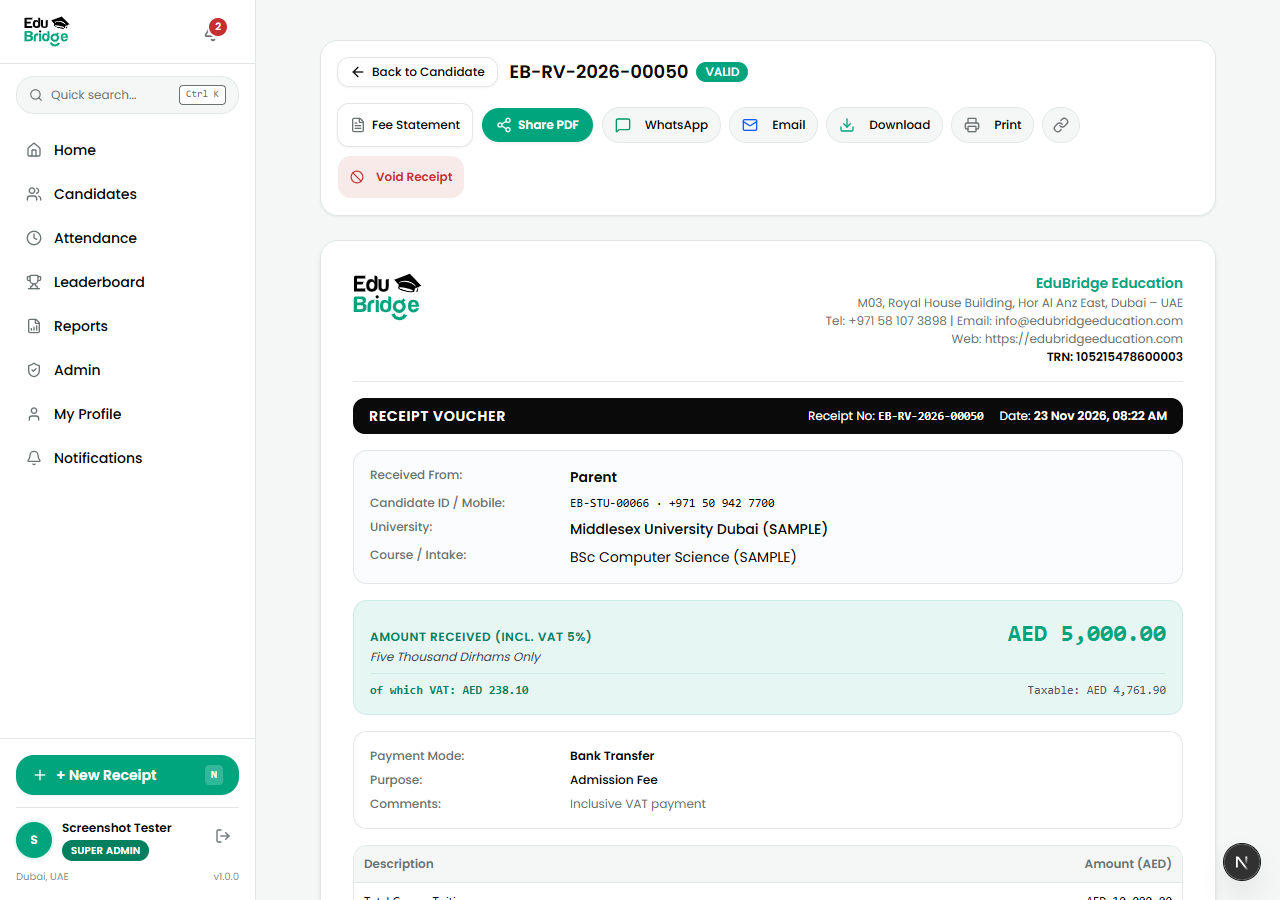 Edu
Bridge
2
Quick search...
Ctrl K
Home
Candidates
Attendance
Leaderboard
Reports
Admin
My Profile
Notifications
+ New Receipt
N
S
Screenshot Tester
SUPER ADMIN
Dubai, UAE
v1.0.0
Back to Candidate
EB-RV-2026-00050
VALID
Fee Statement
Share PDF
WhatsApp
Email
Download
Print
Void Receipt
Edu
Bridge
EduBridge Education
M03, Royal House Building, Hor Al Anz East, Dubai – UAE
Tel: +971 58 107 3898 | Email: info@edubridgeeducation.com
Web: https://edubridgeeducation.com
TRN: 105215478600003
RECEIPT VOUCHER
Receipt No: EB-RV-2026-00050 Date: 23 Nov 2026, 08:22 AM
Received From: Parent
Candidate ID / Mobile: EB-STU-00066 · +971 50 942 7700
University: Middlesex University Dubai (SAMPLE)
Course / Intake: BSc Computer Science (SAMPLE)
AMOUNT RECEIVED (INCL. VAT 5%)
AED 5,000.00
Five Thousand Dirhams Only
of which VAT: AED 238.10
Taxable: AED 4,761.90
Payment Mode: Bank Transfer
Purpose: Admission Fee
Comments: Inclusive VAT payment
Description Amount (AED)
N